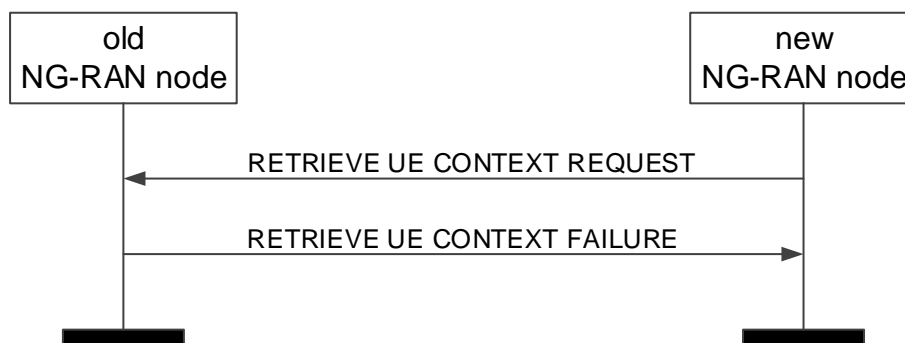 old
NG-RAN node
new
NG-RAN node
RETRIEVE UE CONTEXT REQUEST
RETRIEVE UE CONTEXT FAILURE